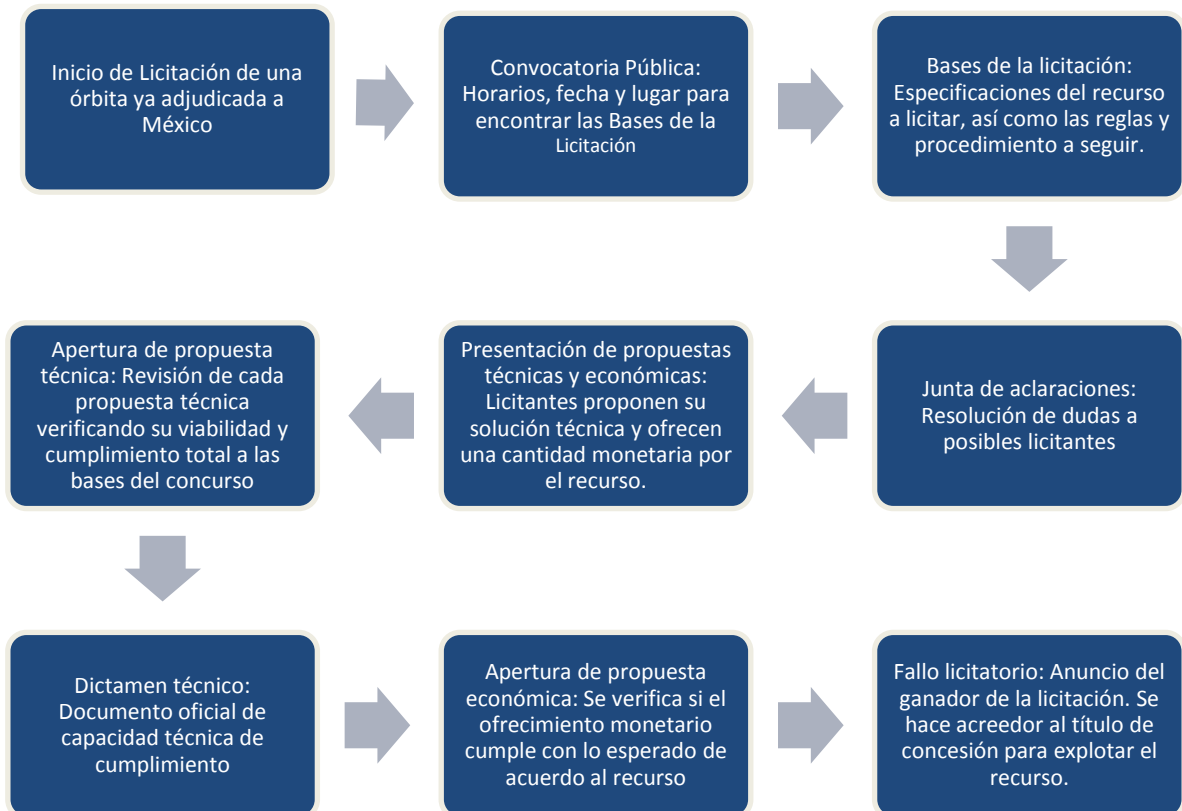 Inicio de Licitación de una
órbita ya adjudicada a
México
Convocatoria Pública:
Horarios, fecha y lugar para
encontrar las Bases de la
Licitación
Bases de la licitación:
Especificaciones del recurso
a licitar, así como las reglas y
procedimiento a seguir.
Junta de aclaraciones:
Resolución de dudas a
posibles licitantes
Presentación de propuestas
técnicas y económicas:
Licitantes proponen su
solución técnica y ofrecen
una cantidad monetaria por
el recurso.
Apertura de propuesta
técnica: Revisión de cada
propuesta técnica
verificando su viabilidad y
cumplimiento total a las
bases del concurso
Dictamen técnico:
Documento oficial de
capacidad técnica de
cumplimiento
Apertura de propuesta
económica: Se verifica si el
ofrecimiento monetario
cumple con lo esperado de
acuerdo al recurso
Fallo licitatorio: Anuncio del
ganador de la licitación. Se
hace acreedor al título de
concesión para explotar el
recurso.